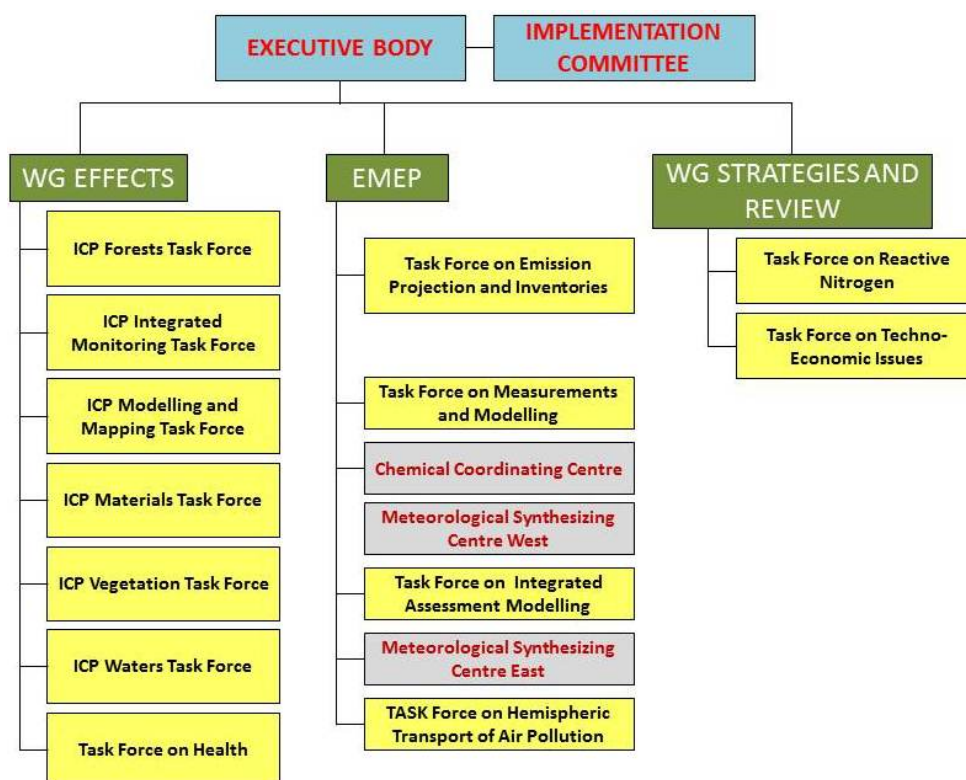 EXECUTIVE BODY
IMPLEMENTATION
COMMITTEE
WG EFFECTS
ICP Forests Task Force
ICP Integrated
Monitoring Task Force
ICP Modelling and
Mapping Task Force
ICP Materials Task Force
ICP Vegetation Task Force
ICP Waters Task Force
Task Force on Health
EMEP
Task Force on Emission
Projection and Inventories
Task Force on Measurements
and Modelling
Chemical Coordinating Centre
Meteorological Synthesizing
Centre West
Task Force on Integrated
Assessment Modelling
Meteorological Synthesizing
Centre East
TASK Force on Hemispheric
Transport of Air Pollution
WG STRATEGIES AND
REVIEW
Task Force on Reactive
Nitrogen
Task Force on Techno-
Economic Issues